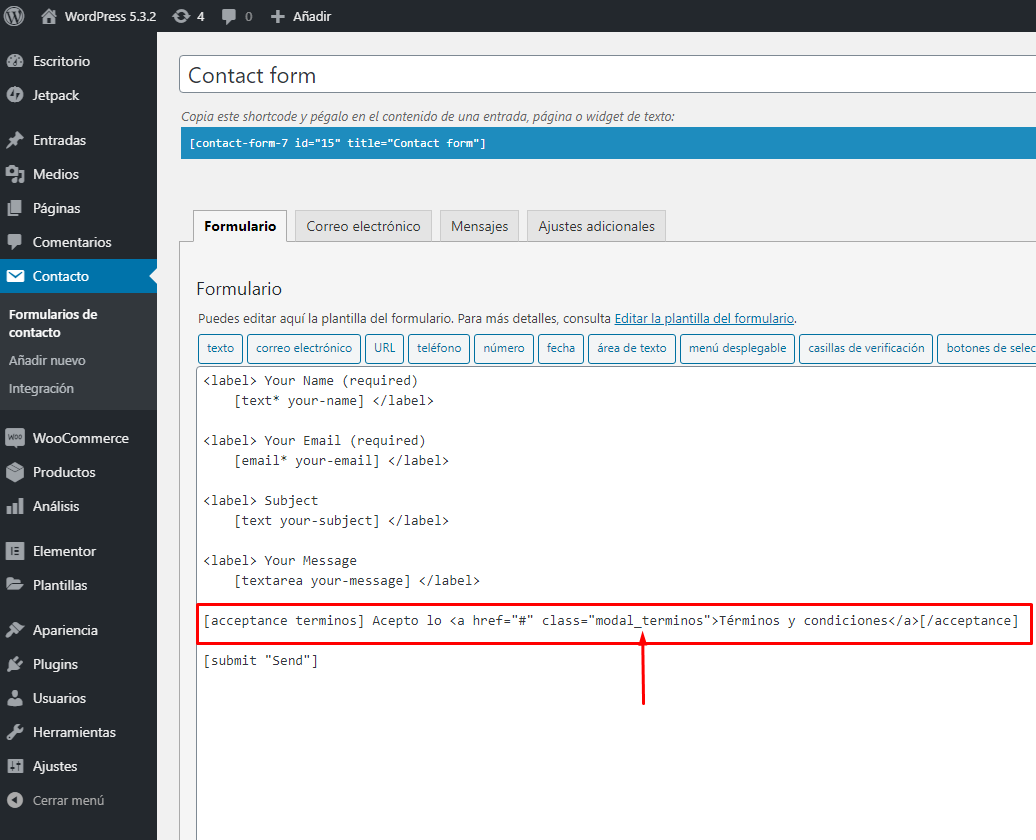 WordPress 5.3.2 4 0 Añadir
Escritorio
Jetpack
Entradas
Medios
Páginas
Comentarios
Contacto
Formularios de
contacto
Añadir nuevo
Integración
WooCommerce
Productos
Análisis
Elementor
Plantillas
Apariencia
Plugins
Usuarios
Herramientas
Ajustes
Cerrar menú
Contact form
Copia este shortcode y pégalo en el contenido de una entrada, página o widget de texto:
[contact-form-7 id="15" title="Contact form"]
Formulario Correo electrónico Mensajes Ajustes adicionales
Formulario
Puedes editar aquí la plantilla del formulario. Para más detalles, consulta Editar la plantilla del formulario.
texto correo electrónico URL teléfono número fecha área de texto menú desplegable casillas de verificación botones de selec
<label> Your Name (required)
[text* your-name] </label>
<label> Your Email (required)
[email* your-email] </label>
<label> Subject
[text your-subject] </label>
<label> Your Message
[textarea your-message] </label>
[acceptance terminos] Acepto lo <a href="#" class="modal_terminos">Términos y condiciones</a>[/acceptance]
[submit "Send"]